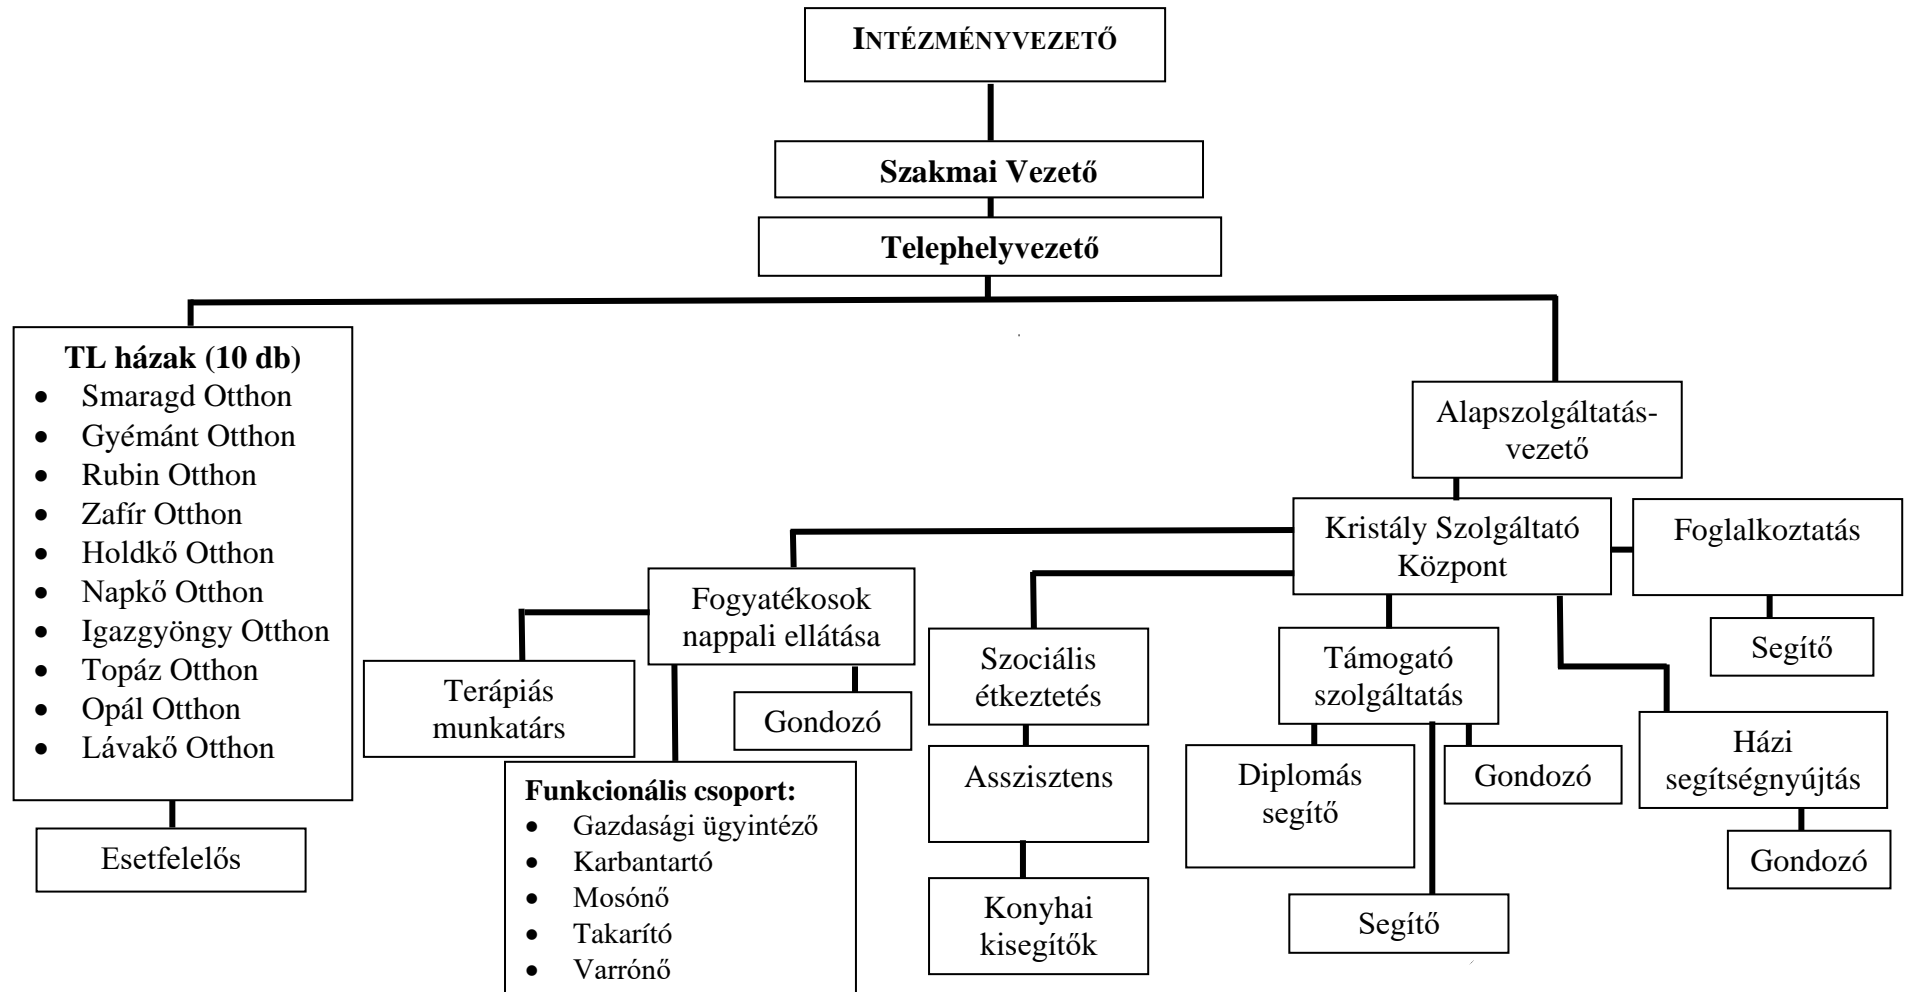 INTÉZMÉNYVEZETŐ
Szakmai Vezető
Telephelyvezető
TL házak (10 db)
• Smaragd Otthon
• Gyémánt Otthon
• Rubin Otthon
• Zafír Otthon
• Holdkő Otthon
• Napkő Otthon
• Igazgyöngy Otthon
• Topáz Otthon
• Opál Otthon
• Lávakő Otthon
Esetfelelős
Alapszolgáltatás-
vezető
Kristály Szolgáltató
Központ
Foglalkoztatás
Segítő
Fogyatékosok
nappali ellátása
Terápiás
munkatárs
Gondozó
Funkcionális csoport:
• Gazdasági ügyintéző
• Karbantartó
• Mosónő
• Takarító
• Varrónő
Szociális
étkeztetés
Asszisztens
Konyhai
kisegítők
Támogató
szolgáltatás
Diplomás
segítő
Segítő
Gondozó
Házi
segítségnyújtás
Gondozó